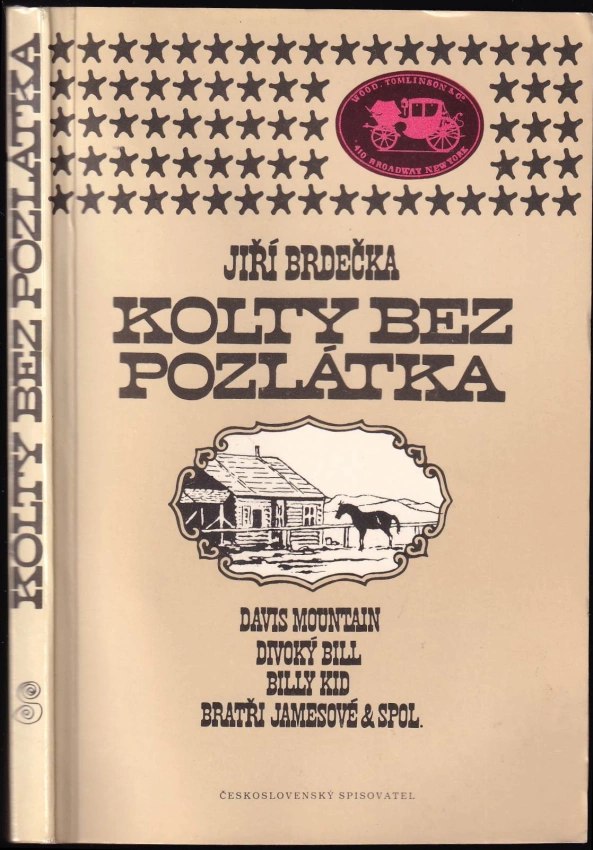 KOLTY BEZ POZLÁTKA
WOOD. TOMLINSON & Co.
410 BROADWAY NEW YORK
JIŘÍ BRDEČKA
KOLTY BEZ
POZLÁTKA
DAVIS MOUNTAIN
DIVOKÝ BILL
BILLY KID
BRATŘI JAMESOVÉ & SPOL.
ČESKOSLOVENSKÝ SPISOVATEL